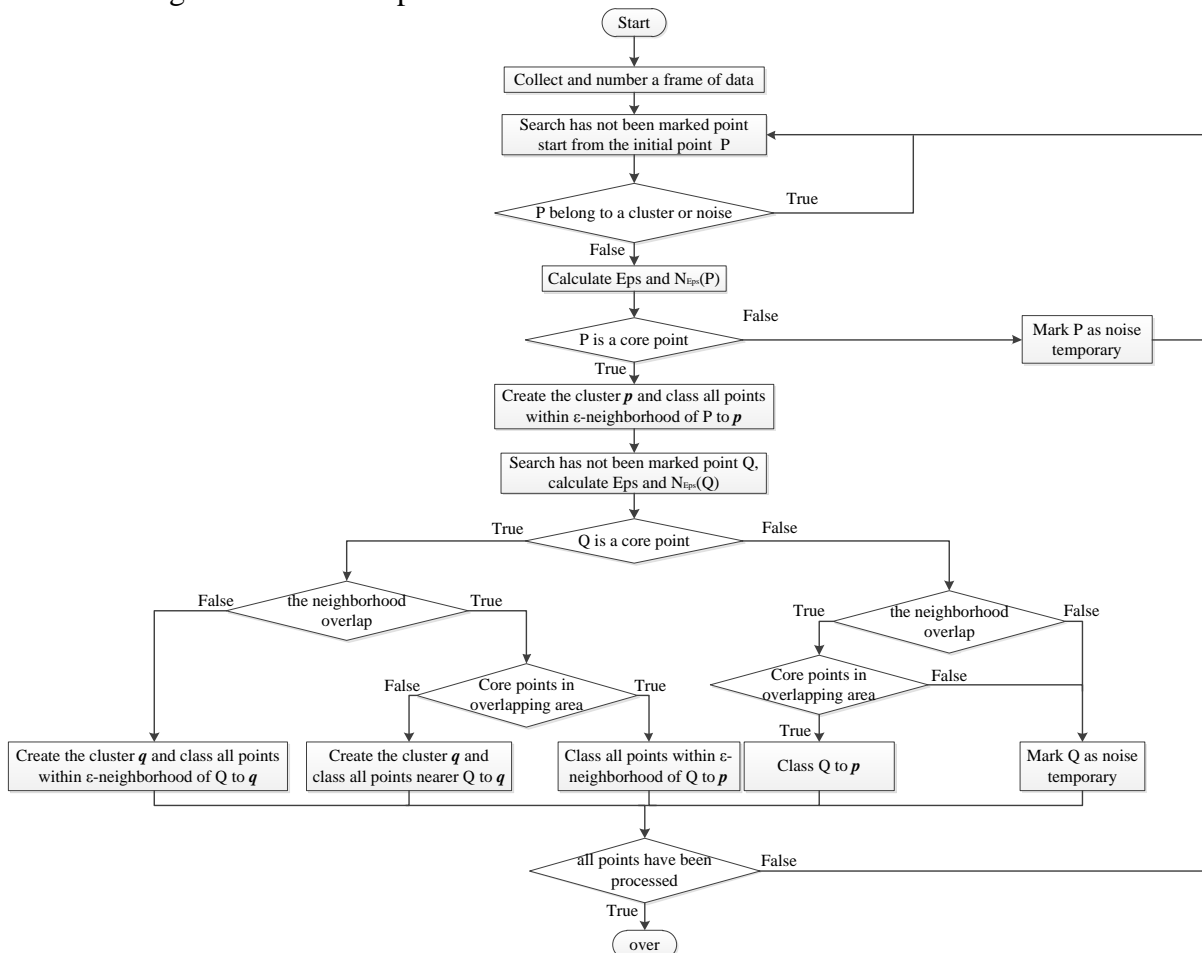 Start
Collect and number a frame of data
Search has not been marked point
start from the initial point P
True
P belong to a cluster or noise
False
Calculate Eps and NEps(P)
False
P is a core point
Mark P as noise
temporary
True
Create the cluster p and class all points
within ε-neighborhood of P to p
Search has not been marked point Q,
calculate Eps and NEps(Q)
True
False
Q is a core point
False
the neighborhood
overlap
True
True
the neighborhood
overlap
False
False
Core points in
overlapping area
True
Core points in
overlapping area
False
True
Create the cluster q and class all points
within ε-neighborhood of Q to q
Create the cluster q and
class all points nearer Q to q
Class all points within ε-
neighborhood of Q to p
Class Q to p
Mark Q as noise
temporary
all points have been
processed
False
True
over